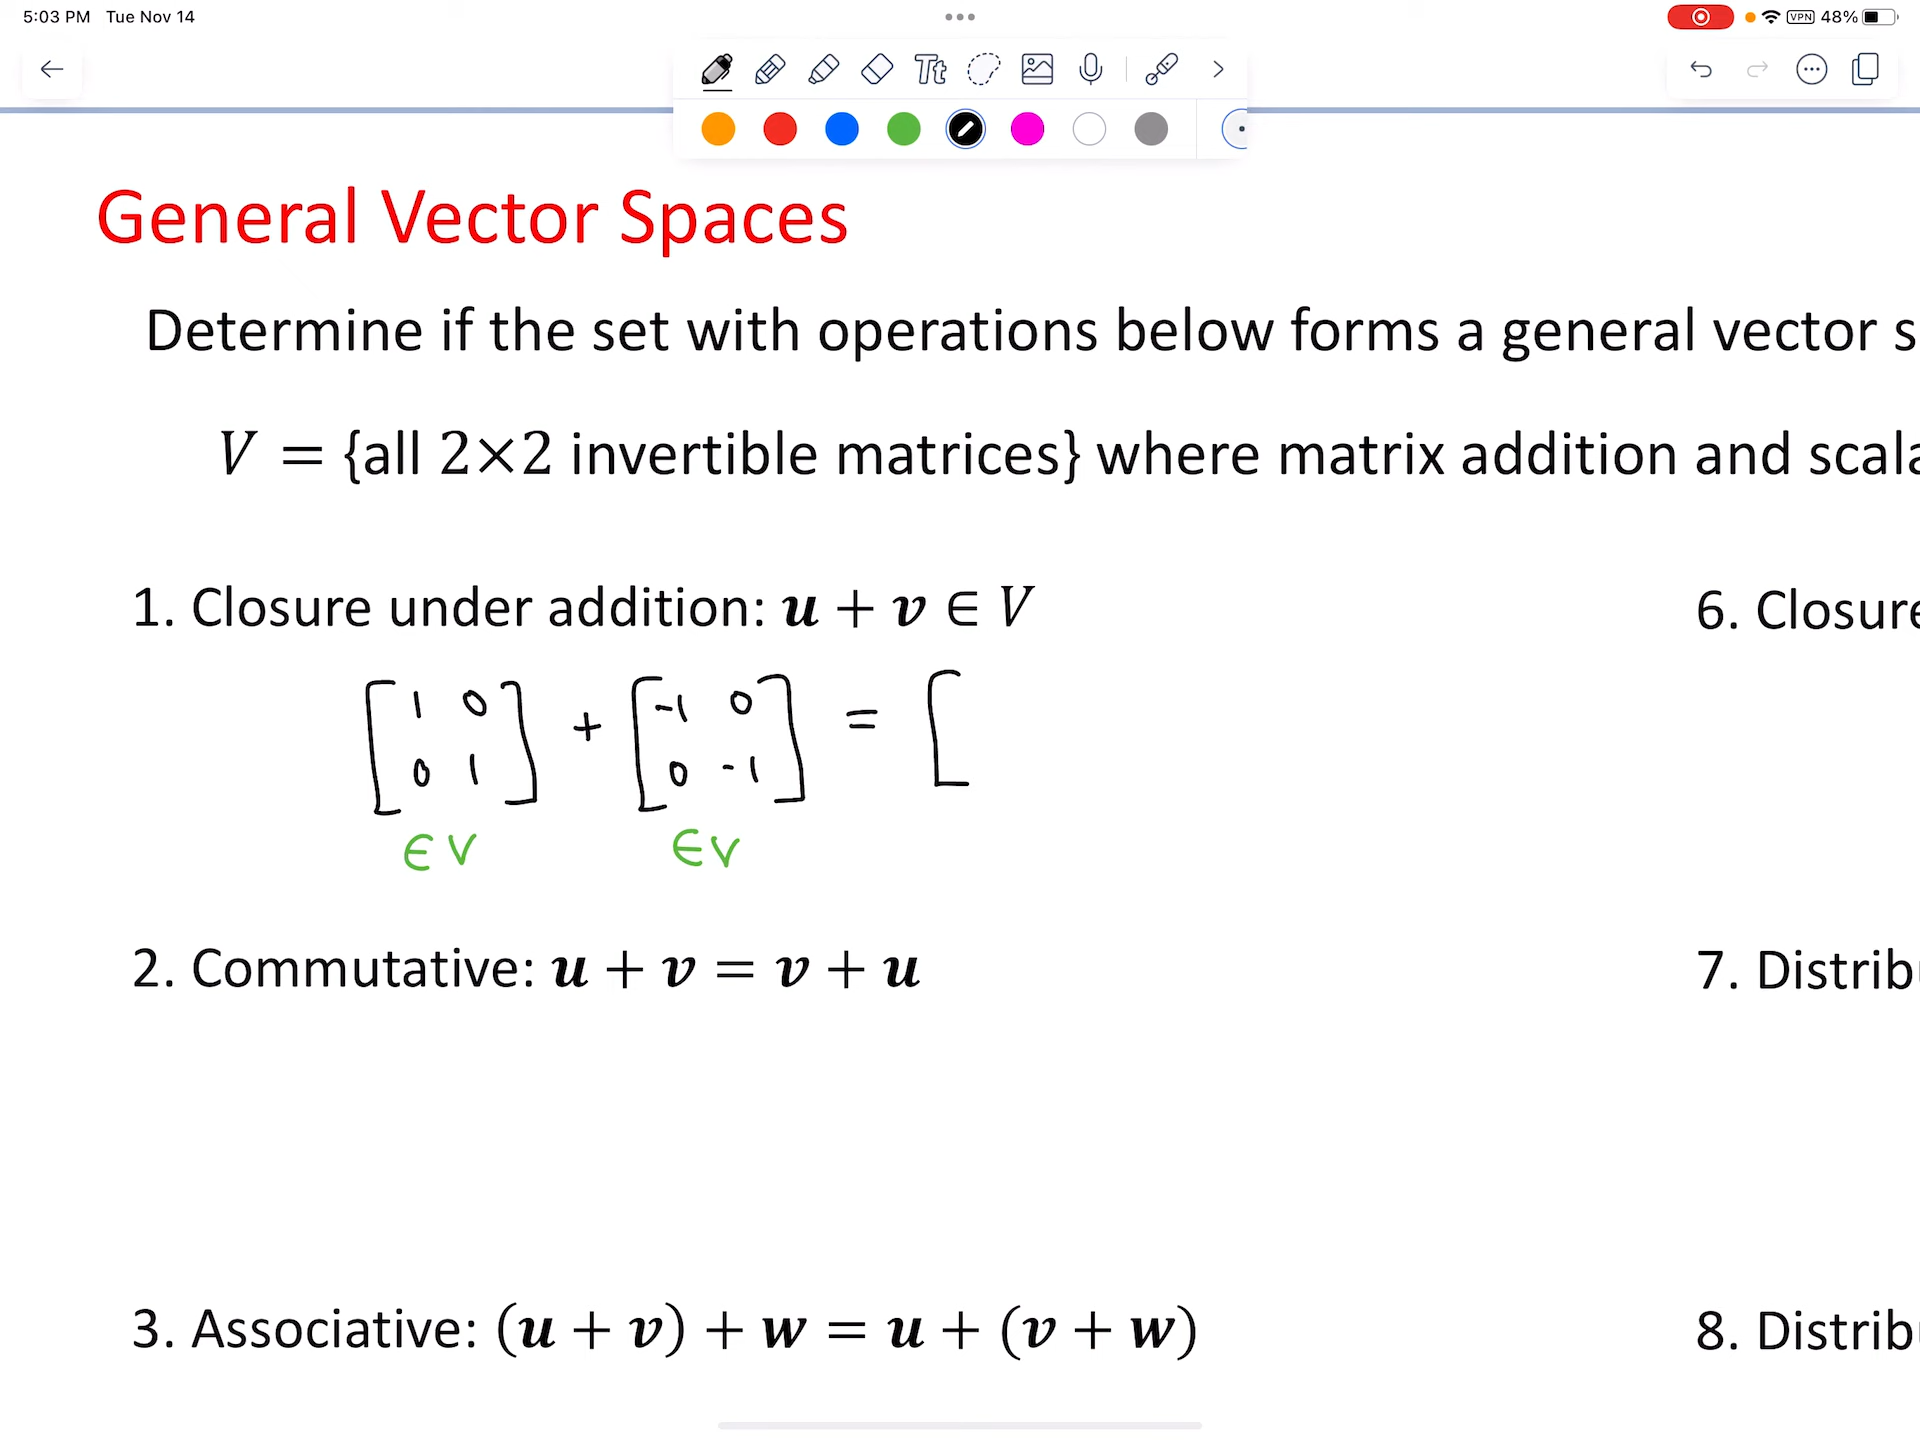 5:03 PM Tue Nov 14
VPN 48%
Tt
General Vector Spaces
Determine if the set with operations below forms a general vector s
V = {all 2×2 invertible matrices} where matrix addition and scala
1. Closure under addition: u + v ∈ V
6. Closure
[ 1 0 ] + [ -1 0 ] = [
[ 0 1 ] [ 0 -1 ]
∈ V ∈ V
2. Commutative: u + v = v + u
7. Distrib
3. Associative: (u + v) + w = u + (v + w)
8. Distrib